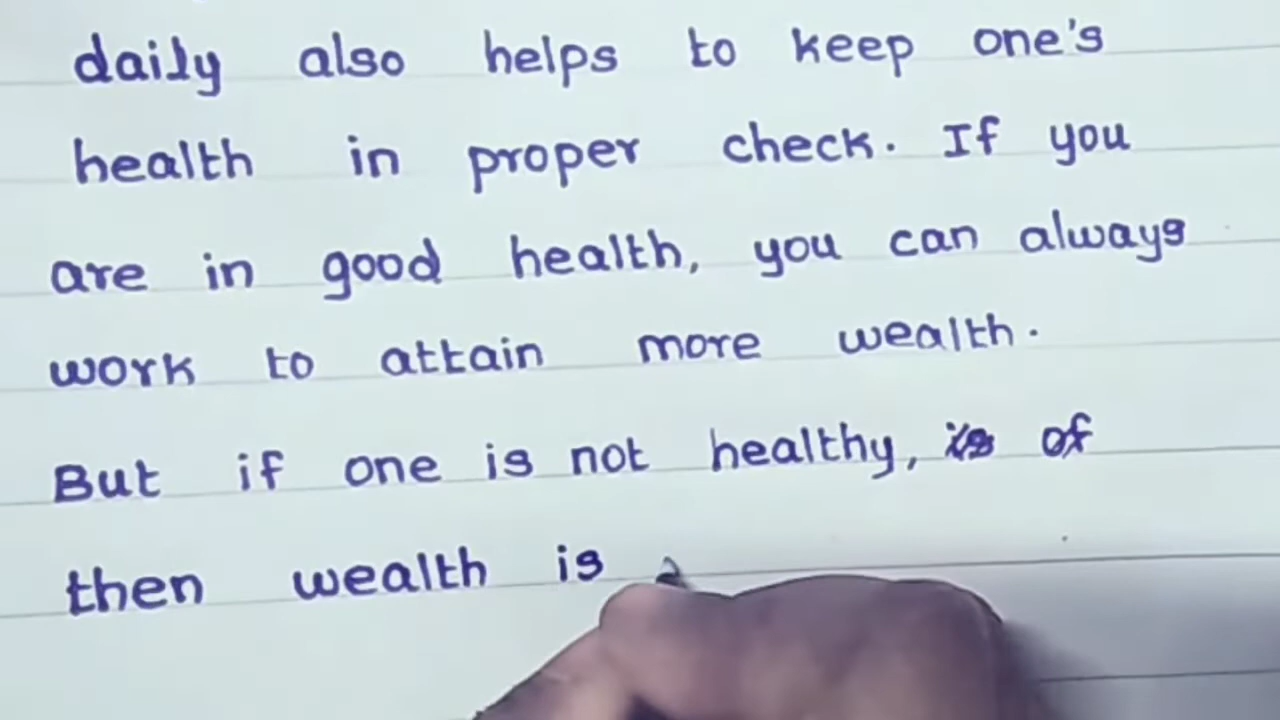 daily also helps to keep one's
health in proper check. If you
are in good health, you can always
work to attain more wealth.
But if one is not healthy, is of
then wealth is